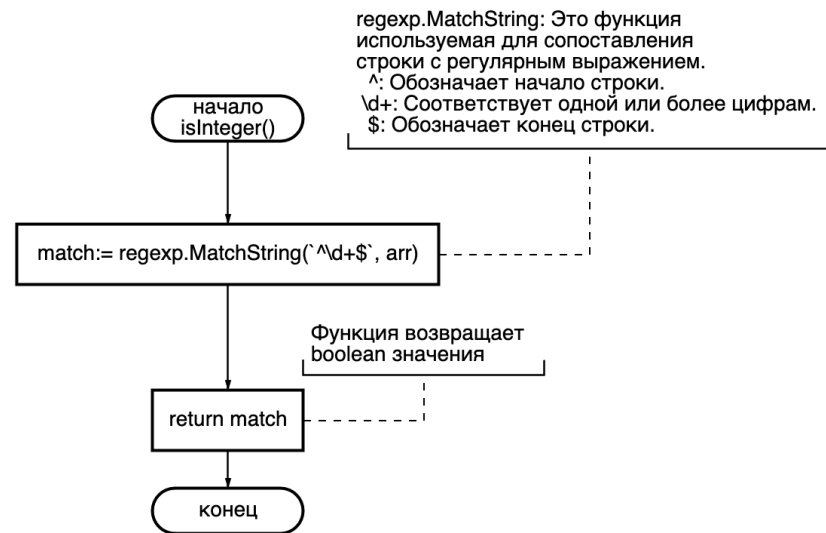 regexp.MatchString: Это функция
используемая для сопоставления
строки с регулярным выражением.
^: Обозначает начало строки.
\d+: Соответствует одной или более цифрам.
$: Обозначает конец строки.
начало
isInteger()
match:= regexp.MatchString(`^\d+$`, arr)
Функция возвращает
boolean значения
return match
конец